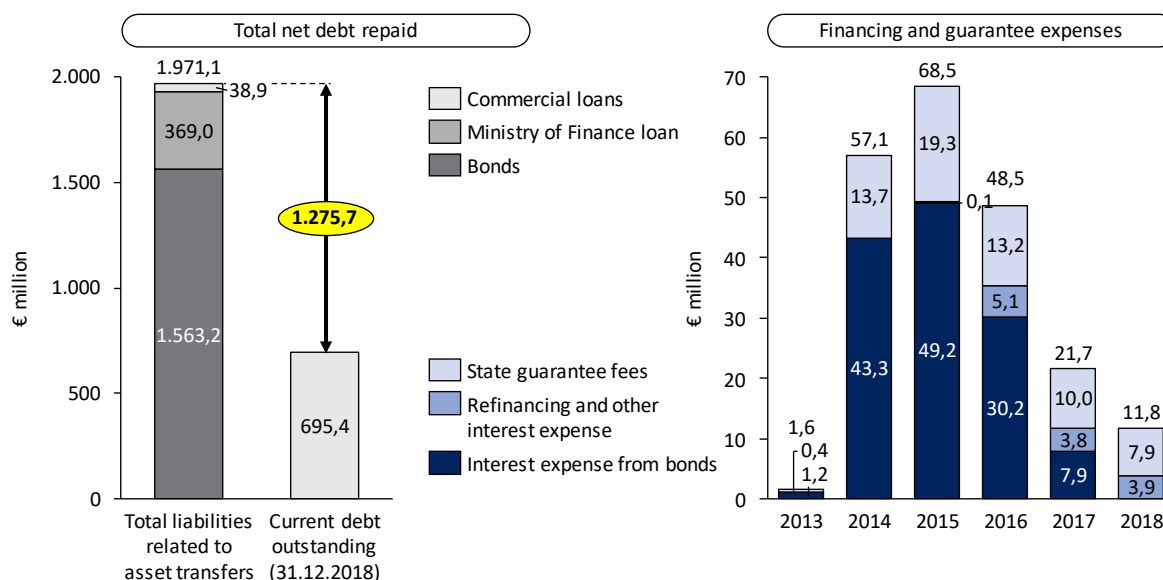 Total net debt repaid
€ million
2.000
1.500
1.000
500
0
1.971,1
38,9
369,0
1.563,2
1.275,7
695,4
Total liabilities
related to
asset transfers
Current debt
outstanding
(31.12.2018)
Commercial loans
Ministry of Finance loan
Bonds
State guarantee fees
Refinancing and other
interest expense
Interest expense from bonds
Financing and guarantee expenses
€ million
70
60
50
40
30
20
10
0
1,6
0,4
1,2
57,1
13,7
43,3
68,5
19,3
0,1
49,2
48,5
13,2
5,1
30,2
21,7
10,0
3,8
7,9
11,8
7,9
3,9
2013
2014
2015
2016
2017
2018